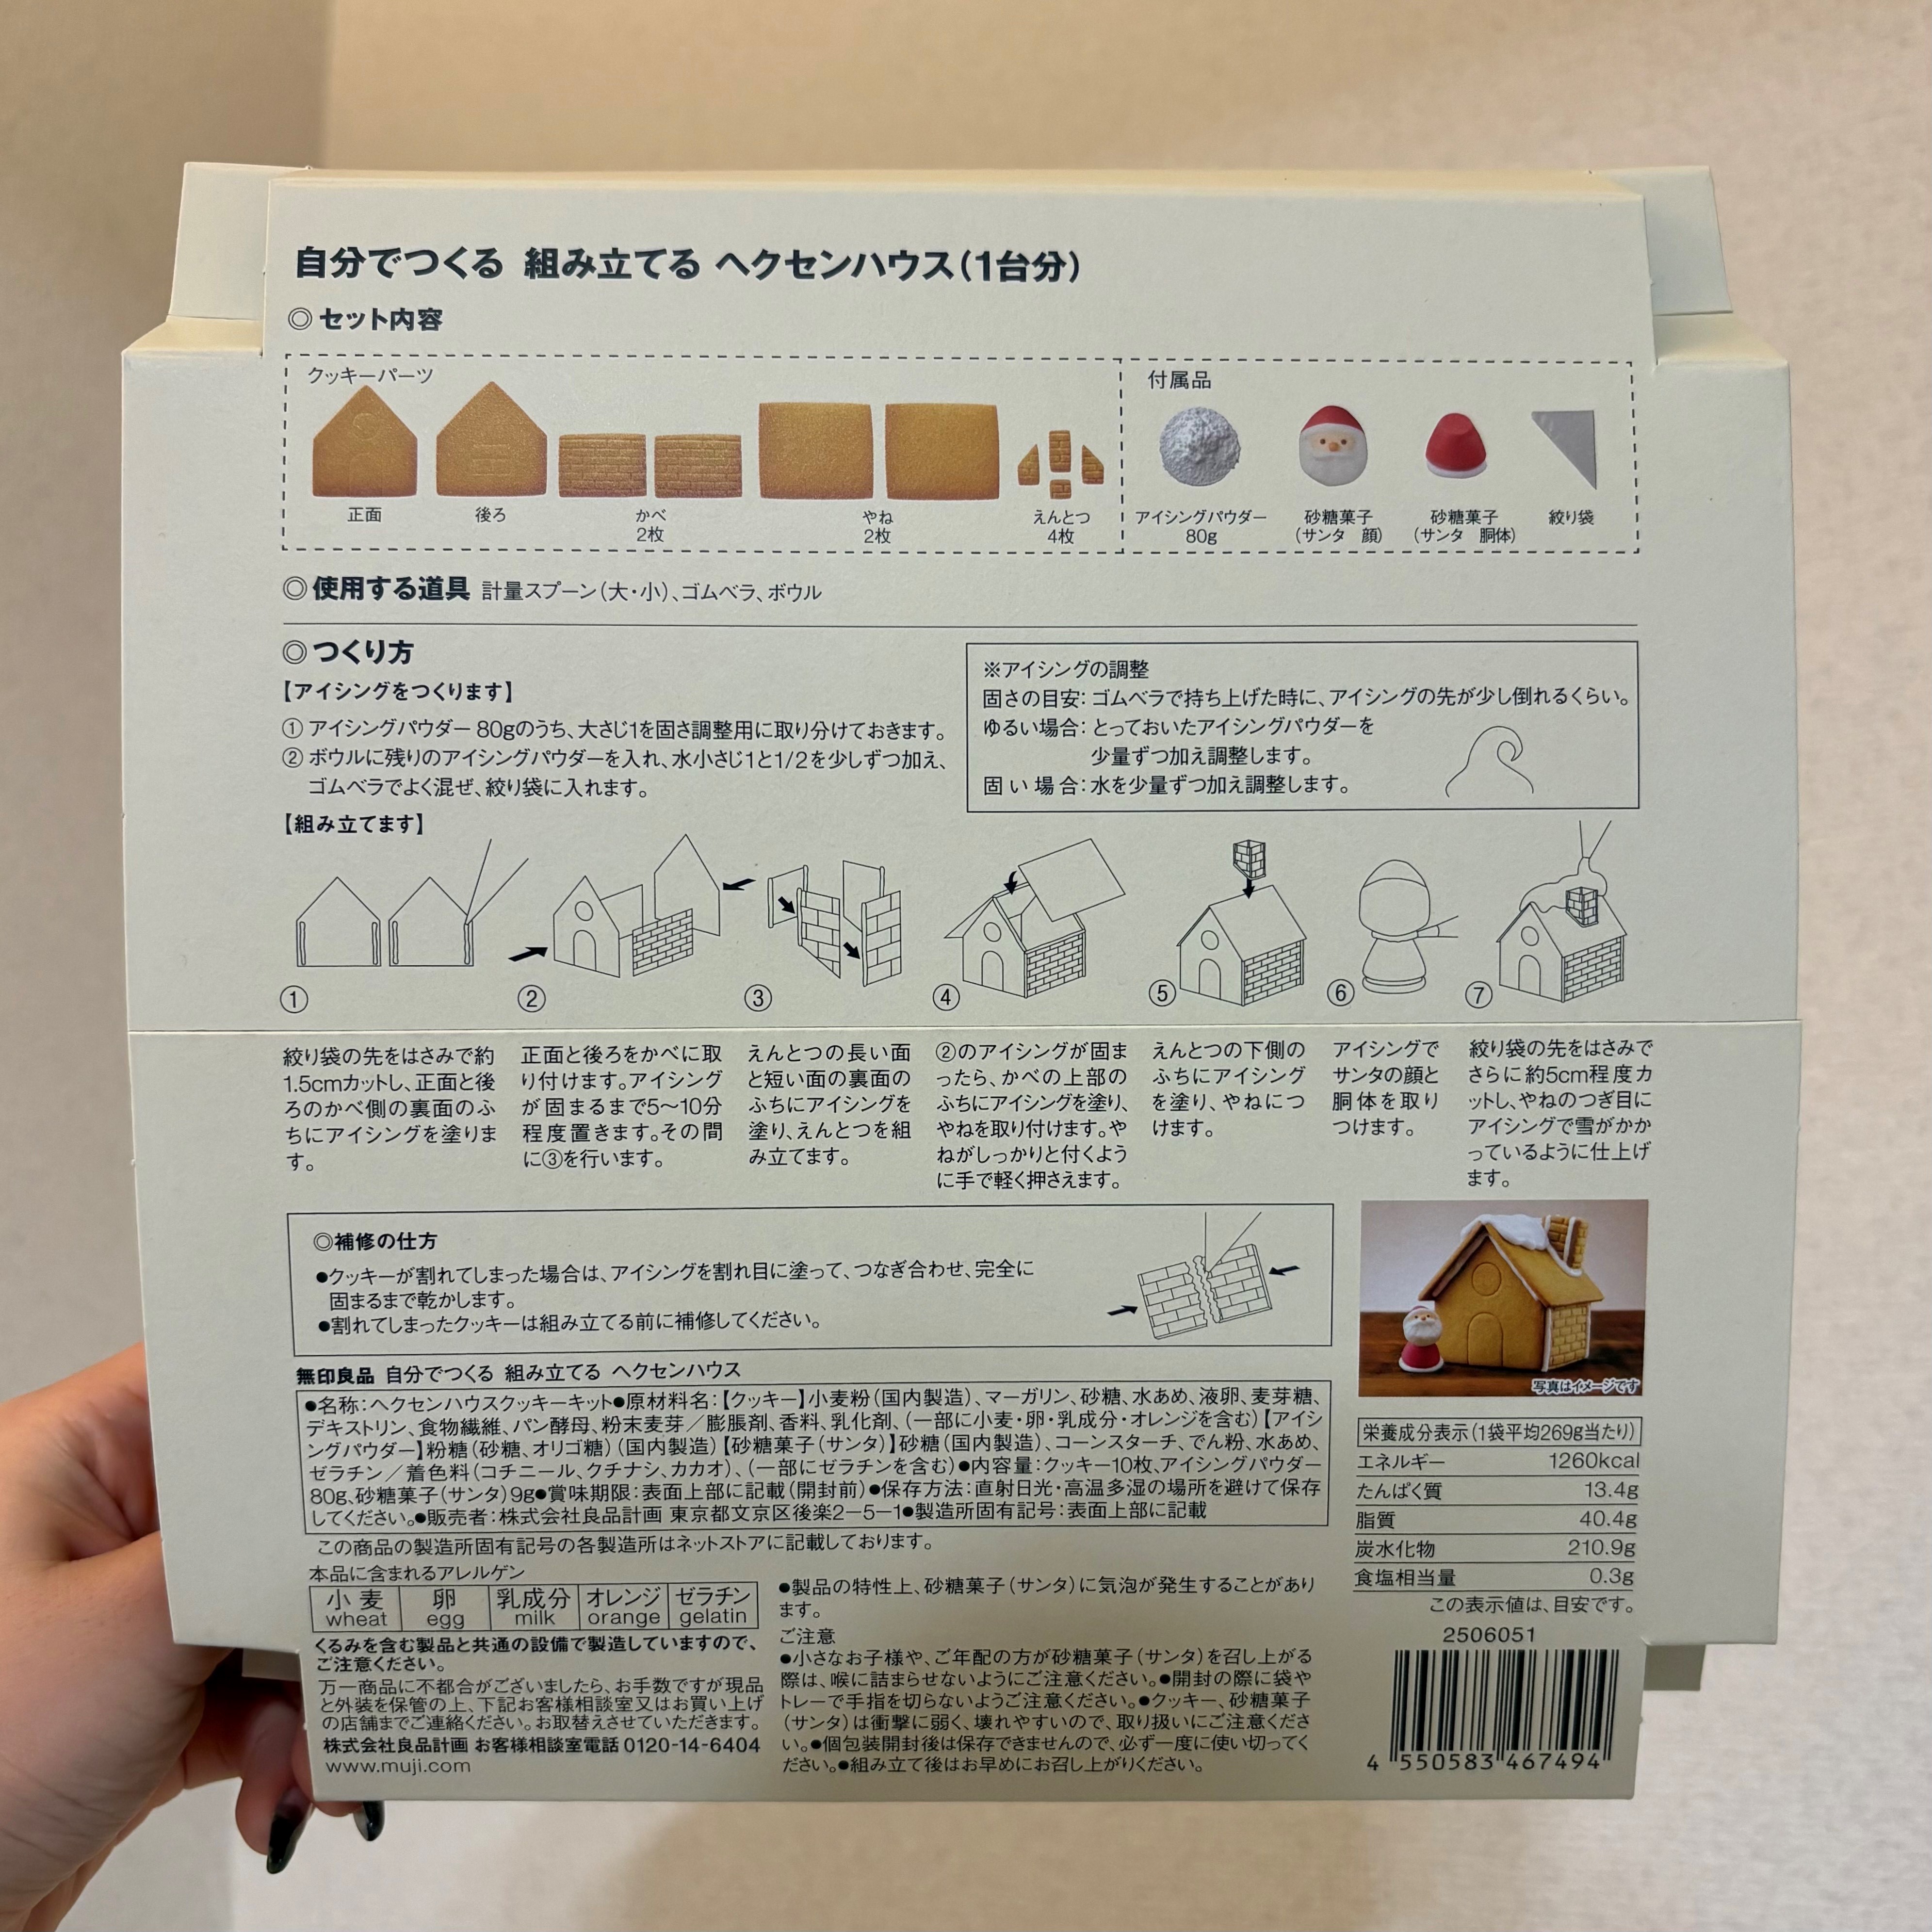 自分でつくる 組み立てる ヘクセンハウス(1台分)
◎ セット内容
クッキーパーツ
正面
後ろ
かべ
2枚
やね
2枚
えんとつ
4枚
付属品
アイシングパウダー
80g
砂糖菓子
(サンタ 顔)
砂糖菓子
(サンタ 胴体)
絞り袋
◎ 使用する道具 計量スプーン(大・小)、ゴムベラ、ボウル
◎ つくり方
【アイシングをつくります】
① アイシングパウダー 80gのうち、大さじ1を固さ調整用に取り分けておきます。
② ボウルに残りのアイシングパウダーを入れ、水小さじ1と1/2を少しずつ加え、
ゴムベラでよく混ぜ、絞り袋に入れます。
※アイシングの調整
固さの目安:ゴムベラで持ち上げた時に、アイシングの先が少し倒れるくらい。
ゆるい場合:とっておいたアイシングパウダーを
少量ずつ加え調整します。
固い場合:水を少量ずつ加え調整します。
【組み立てます】
①
絞り袋の先をはさみで約
1.5cmカットし、正面と後
ろのかべ側の裏面のふ
ちにアイシングを塗りま
す。
②
正面と後ろをかべに取
り付けます。アイシング
が固まるまで5〜10分
程度置きます。その間
に③を行います。
③
えんとつの長い面
と短い面の裏面の
ふちにアイシングを
塗り、えんとつを組
み立てます。
④
②のアイシングが固ま
ったら、かべの上部の
ふちにアイシングを塗り、
やねを取り付けます。や
ねがしっかりと付くよう
に手で軽く押さえます。
⑤
えんとつの下側の
ふちにアイシング
を塗り、やねにつ
けます。
⑥
アイシングで
サンタの顔と
胴体を取り
つけます。
⑦
絞り袋の先をはさみで
さらに約5cm程度カ
ットし、やねのつぎ目に
アイシングで雪がかか
っているように仕上げ
ます。
◎補修の仕方
●クッキーが割れてしまった場合は、アイシングを割れ目に塗って、つなぎ合わせ、完全に
固まるまで乾かします。
●割れてしまったクッキーは組み立てる前に補修してください。
写真はイメージです
無印良品 自分でつくる 組み立てる ヘクセンハウス
●名称:ヘクセンハウスクッキーキット●原材料名:【クッキー】小麦粉(国内製造)、マーガリン、砂糖、水あめ、液卵、麦芽糖、
デキストリン、食物繊維、パン酵母、粉末麦芽/膨脹剤、香料、乳化剤、(一部に小麦・卵・乳成分・オレンジを含む)【アイシ
ングパウダー】粉糖(砂糖、オリゴ糖)(国内製造)【砂糖菓子(サンタ)】砂糖(国内製造)、コーンスターチ、でん粉、水あめ、
ゼラチン/着色料(コチニール、クチナシ、カカオ)、(一部にゼラチンを含む)●内容量:クッキー10枚、アイシングパウダー
80g、砂糖菓子(サンタ)9g●賞味期限:表面上部に記載(開封前)●保存方法:直射日光・高温多湿の場所を避けて保存
してください。●販売者:株式会社良品計画 東京都文京区後楽2-5-1●製造所固有記号:表面上部に記載
この商品の製造所固有記号の各製造所はネットストアに記載しております。
本品に含まれるアレルゲン
小麦 卵 乳成分 オレンジ ゼラチン
wheat egg milk orange gelatin
くるみを含む製品と共通の設備で製造していますので、
ご注意ください。
万一商品に不都合がございましたら、お手数ですが現品
と外装を保管の上、下記お客様相談室又はお買い上げ
の店舗までご連絡ください。お取替えさせていただきます。
株式会社良品計画 お客様相談室電話 0120-14-6404
www.muji.com
●製品の特性上、砂糖菓子(サンタ)に気泡が発生することがあり
ます。
ご注意
●小さなお子様や、ご年配の方が砂糖菓子(サンタ)を召し上がる
際は、喉に詰まらせないようにご注意ください。●開封の際に袋や
トレーで手指を切らないようご注意ください。●クッキー、砂糖菓子
(サンタ)は衝撃に弱く、壊れやすいので、取り扱いにご注意くださ
い。●個包装開封後は保存できませんので、必ず一度に使い切ってく
ださい。●組み立て後はお早めにお召し上がりください。
栄養成分表示(1袋平均269g当たり)
エネルギー 1260kcal
たんぱく質 13.4g
脂質 40.4g
炭水化物 210.9g
食塩相当量 0.3g
この表示値は、目安です。
2506051
4 550583 467494